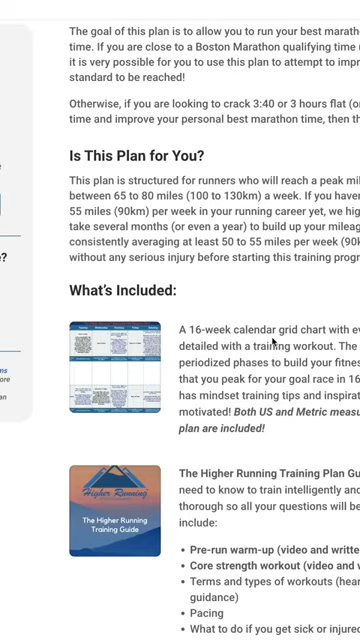 The goal of this plan is to allow you to run your best marath
time. If you are close to a Boston Marathon qualifying time (
it is very possible for you to use this plan to attempt to impr
standard to be reached!
Otherwise, if you are looking to crack 3:40 or 3 hours flat (or
time and improve your personal best marathon time, then th
Is This Plan for You?
This plan is structured for runners who will reach a peak mil
between 65 to 80 miles (100 to 130km) a week. If you haven
55 miles (90km) per week in your running career yet, we hig
take several months (or even a year) to build up your mileag
consistently averaging at least 50 to 55 miles per week (90k
without any serious injury before starting this training progr
?
What's Included:
A 16-week calendar grid chart with ev
detailed with a training workout. The
periodized phases to build your fitnes
that you peak for your goal race in 16
has mindset training tips and inspirat
motivated! Both US and Metric measu
plan are included!
ns
ore
an
Higher Running
The Higher Running
Training Guide
The Higher Running Training Plan Gu
need to know to train intelligently and
thorough so all your questions will be
include:
• Pre-run warm-up (video and writte
• Core strength workout (video and w
• Terms and types of workouts (hear
guidance)
• Pacing
• What to do if you get sick or injured